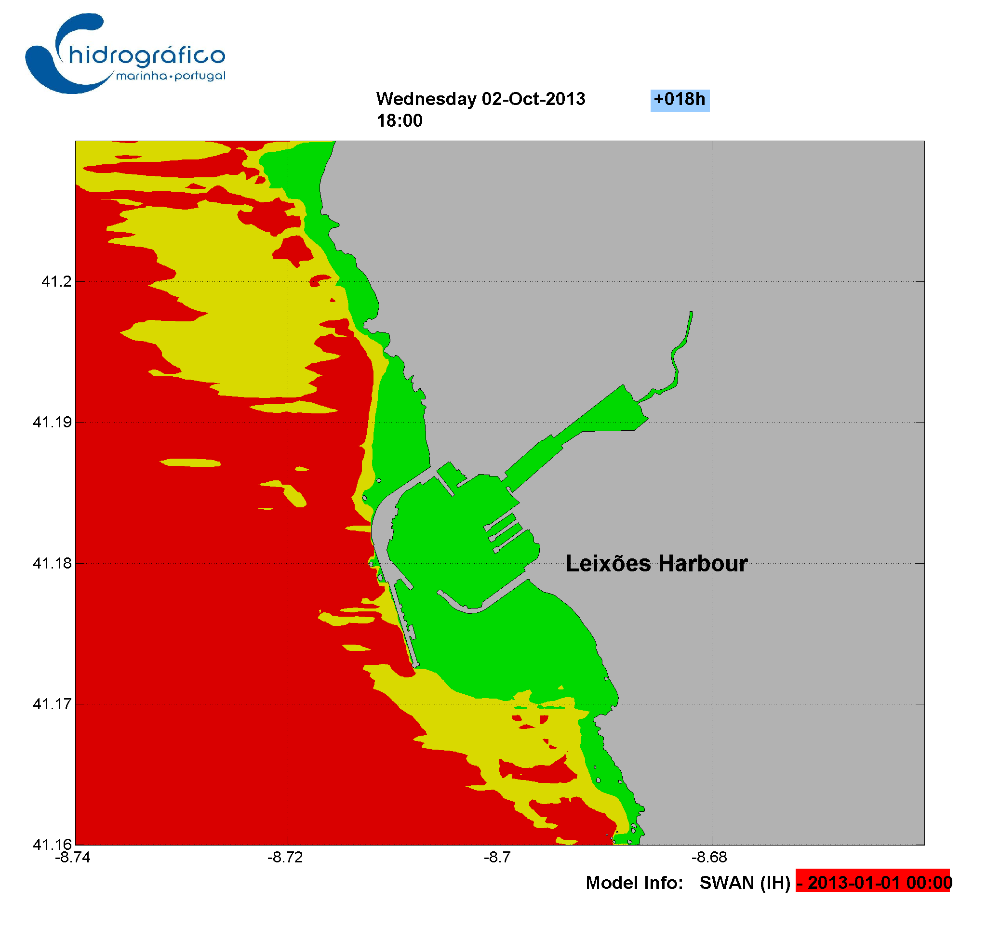 hidrográfico
marinha • portugal
Wednesday 02-Oct-2013 +018h
18:00
41.2
41.19
41.18
Leixões Harbour
41.17
41.16
-8.74 -8.72 -8.7 -8.68
Model Info: SWAN (IH) - 2013-01-01 00:00